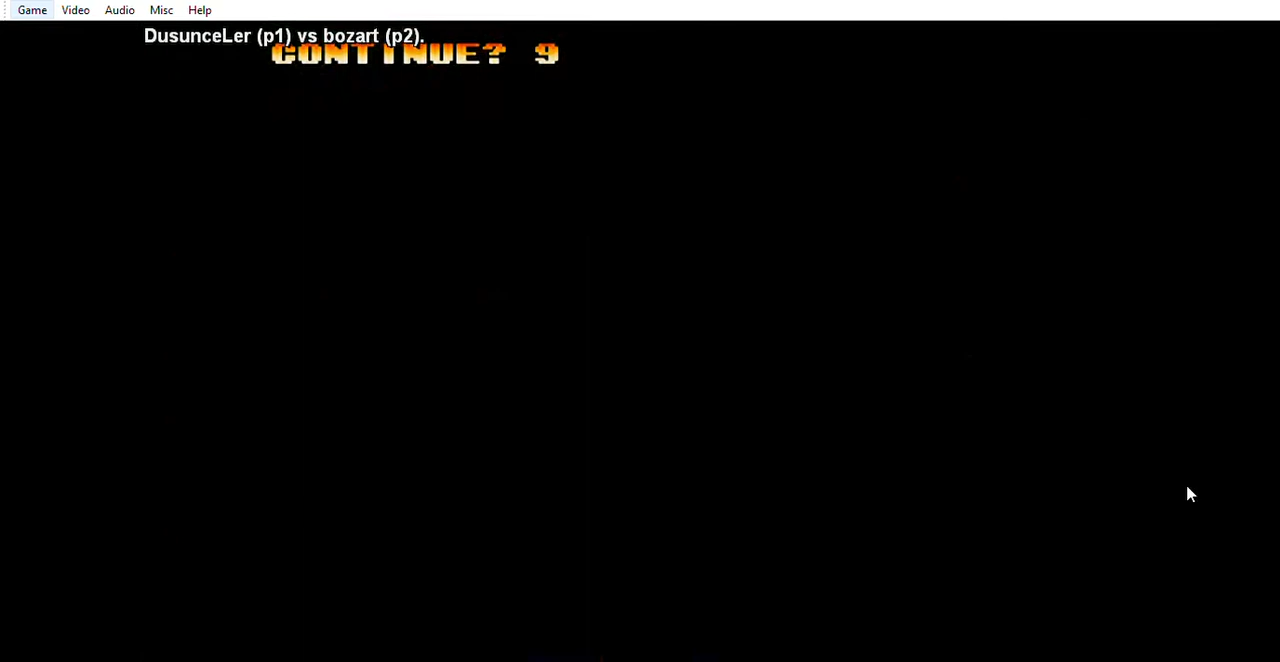 Game Video Audio Misc Help
DusunceLer (p1) vs bozart (p2).
CONTINUE? 9